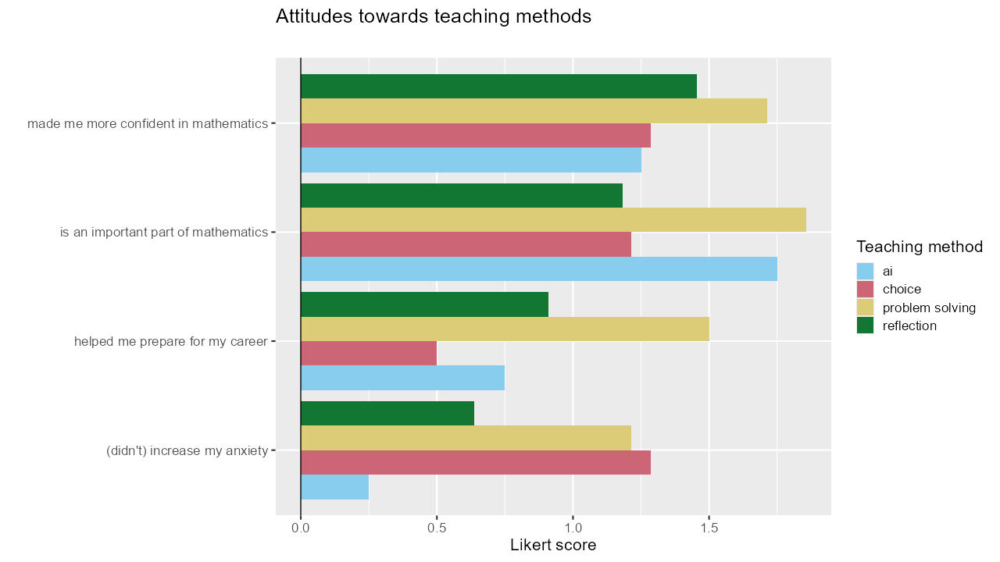 Attitudes towards teaching methods
made me more confident in mathematics
is an important part of mathematics
helped me prepare for my career
(didn't) increase my anxiety
0.0 0.5 1.0 1.5
Likert score
Teaching method
ai
choice
problem solving
reflection